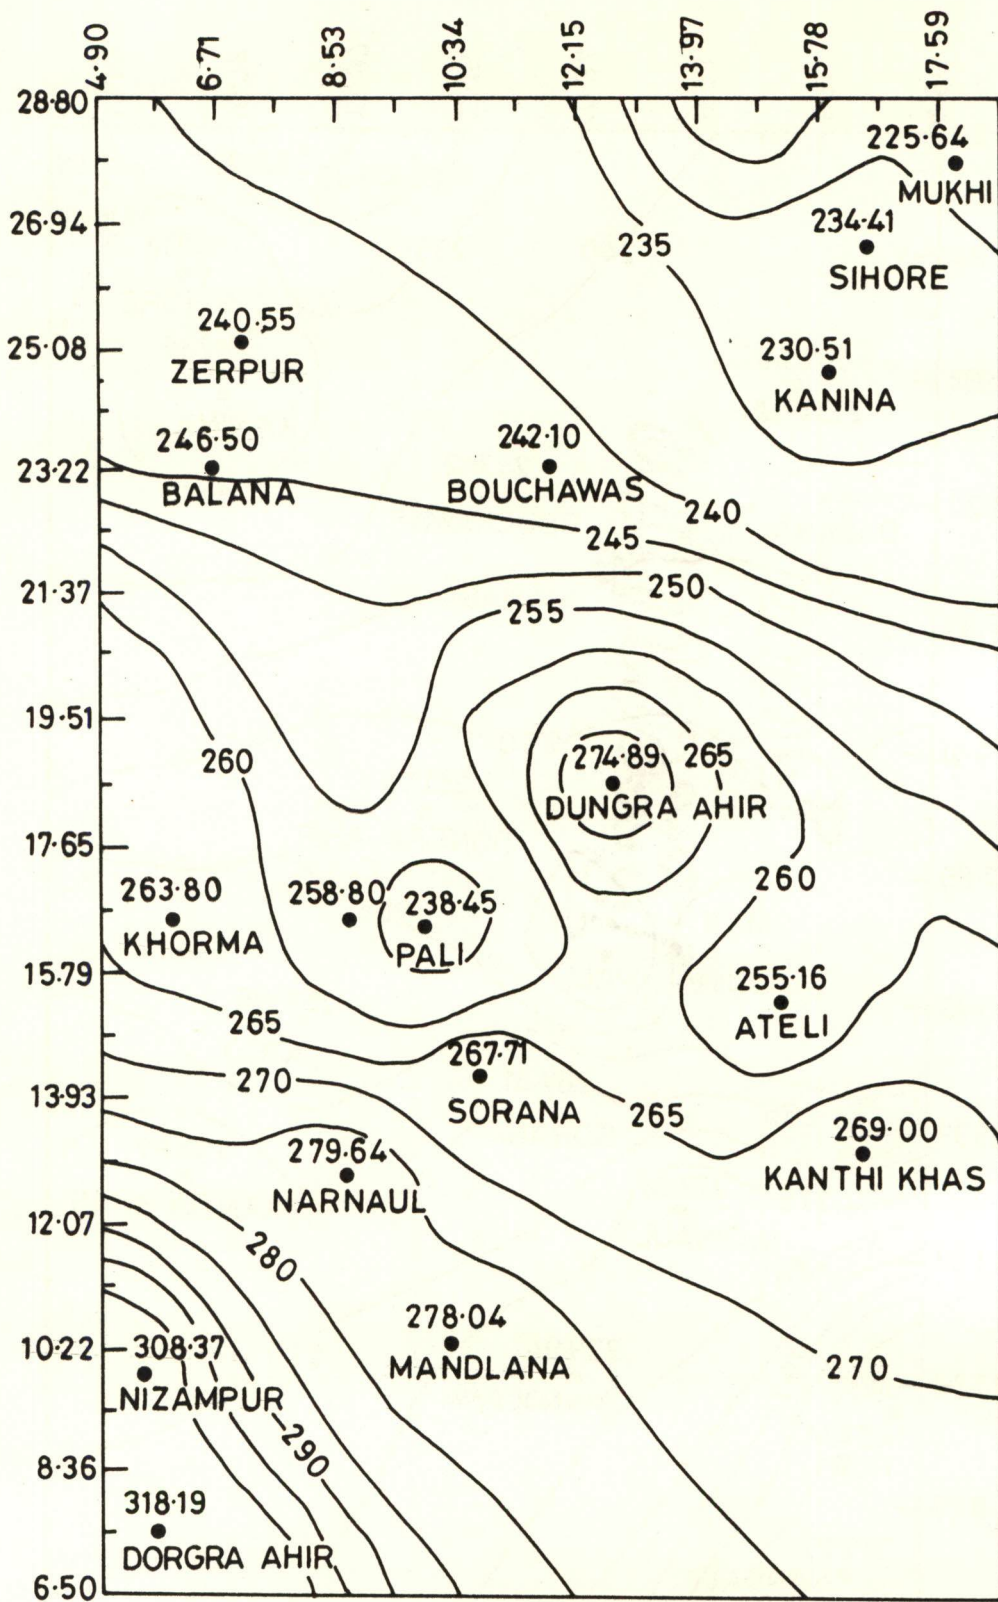 4·90 6·71 8·53 10·34 12·15 13·97 15·78 17·59
28·80
225·64
MUKHI
26·94
234·41
235
SIHORE
240·55
25·08
230·51
ZERPUR
KANINA
246·50
242·10
23·22
BALANA
BOUCHAWAS
240
245
21·37
250
255
19·51
260
274·89
265
DUNGRA AHIR
17·65
260
263·80
258·80
238·45
KHORMA
PALI
15·79
255·16
265
ATELI
267·71
270
13·93
SORANA
265
269·00
279·64
KANTHI KHAS
NARNAUL
12·07
280
278·04
10·22
308·37
MANDLANA
270
NIZAMPUR
290
8·36
318·19
DORGRA AHIR
6·50